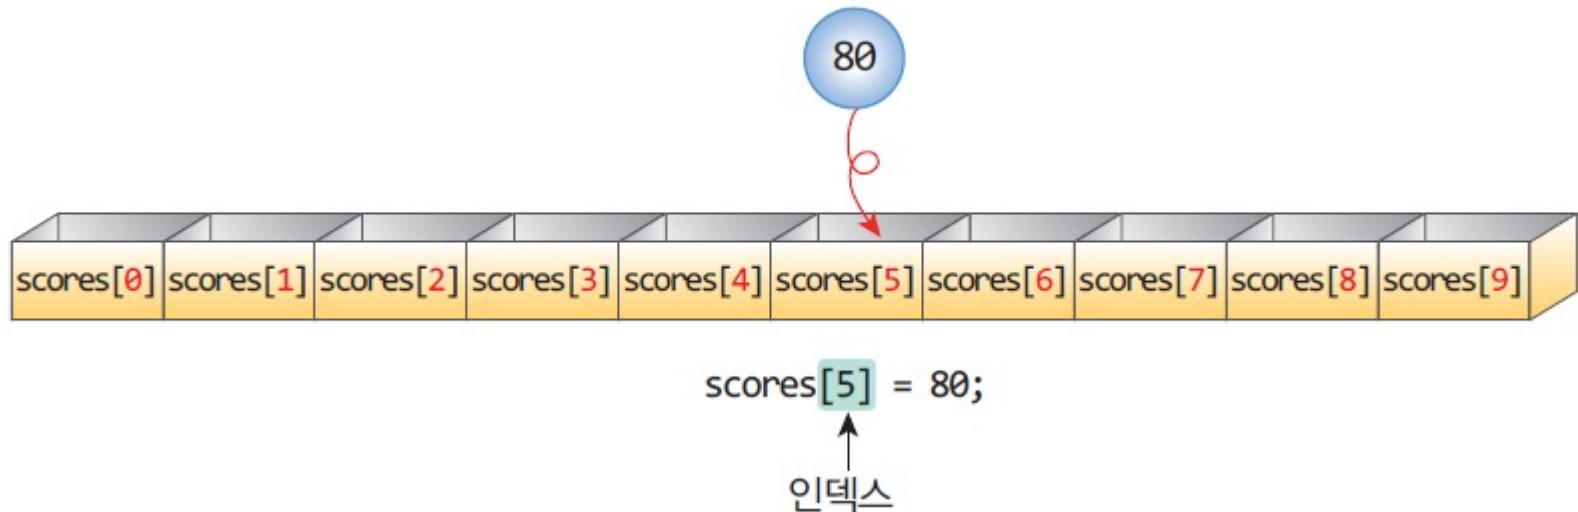 80
scores[0] scores[1] scores[2] scores[3] scores[4] scores[5] scores[6] scores[7] scores[8] scores[9]
scores[5] = 80;
인덱스